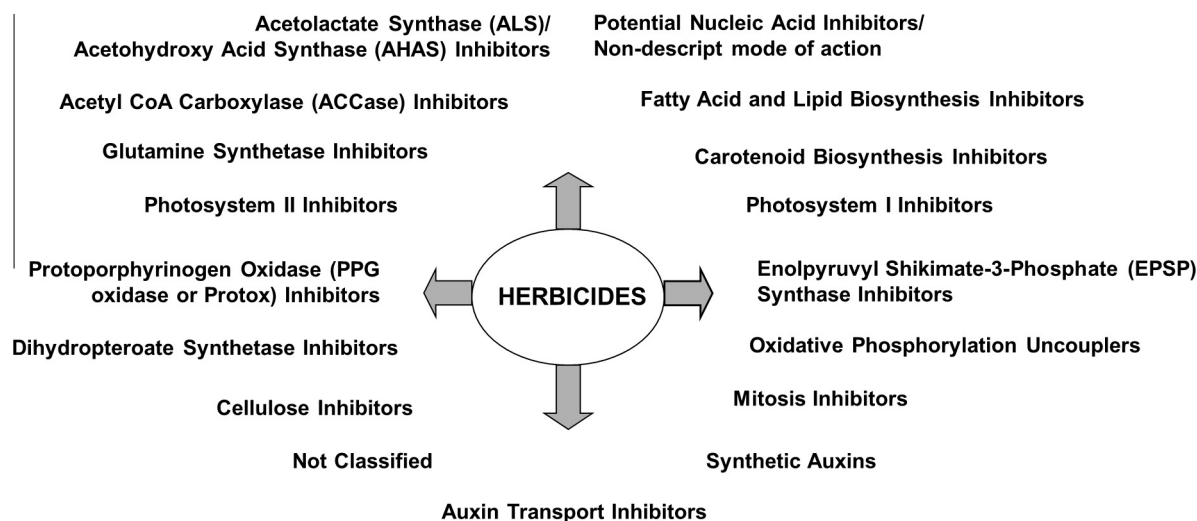 Acetolactate Synthase (ALS)/
Acetohydroxy Acid Synthase (AHAS) Inhibitors
Potential Nucleic Acid Inhibitors/
Non-descript mode of action
Acetyl CoA Carboxylase (ACCase) Inhibitors
Fatty Acid and Lipid Biosynthesis Inhibitors
Glutamine Synthetase Inhibitors
Carotenoid Biosynthesis Inhibitors
Photosystem II Inhibitors
Photosystem I Inhibitors
Protoporphyrinogen Oxidase (PPG
oxidase or Protox) Inhibitors
HERBICIDES
Enolpyruvyl Shikimate-3-Phosphate (EPSP)
Synthase Inhibitors
Dihydropteroate Synthetase Inhibitors
Oxidative Phosphorylation Uncouplers
Cellulose Inhibitors
Mitosis Inhibitors
Not Classified
Synthetic Auxins
Auxin Transport Inhibitors